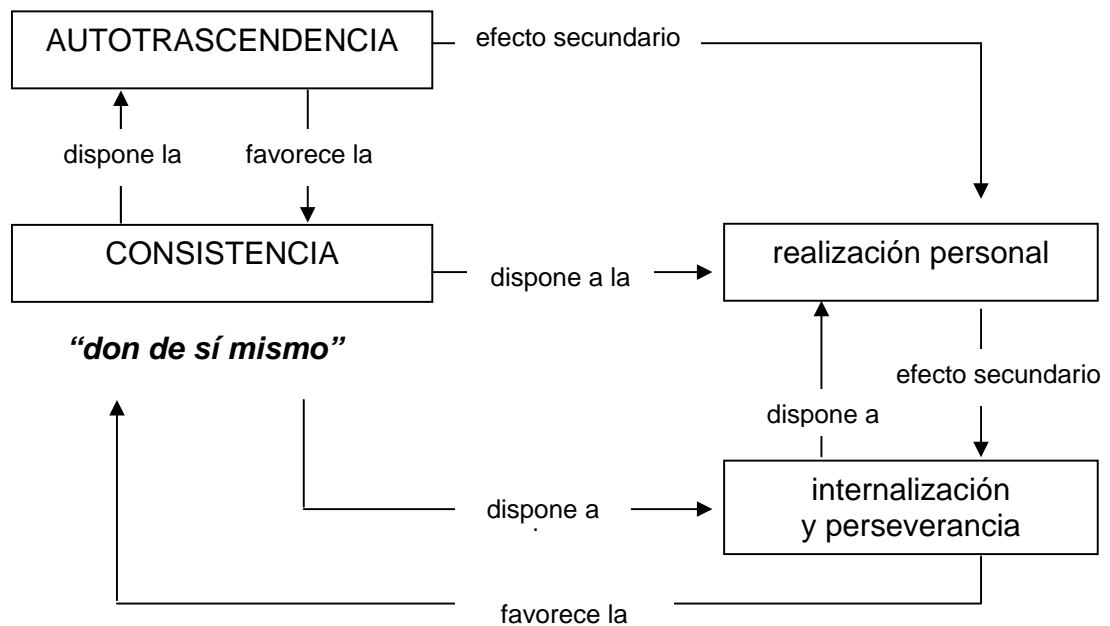 AUTOTRASCENDENCIA
efecto secundario
dispone la
favorece la
CONSISTENCIA
dispone a la
realización personal
“don de sí mismo”
efecto secundario
dispone a
internalización
y perseverancia
dispone a
favorece la